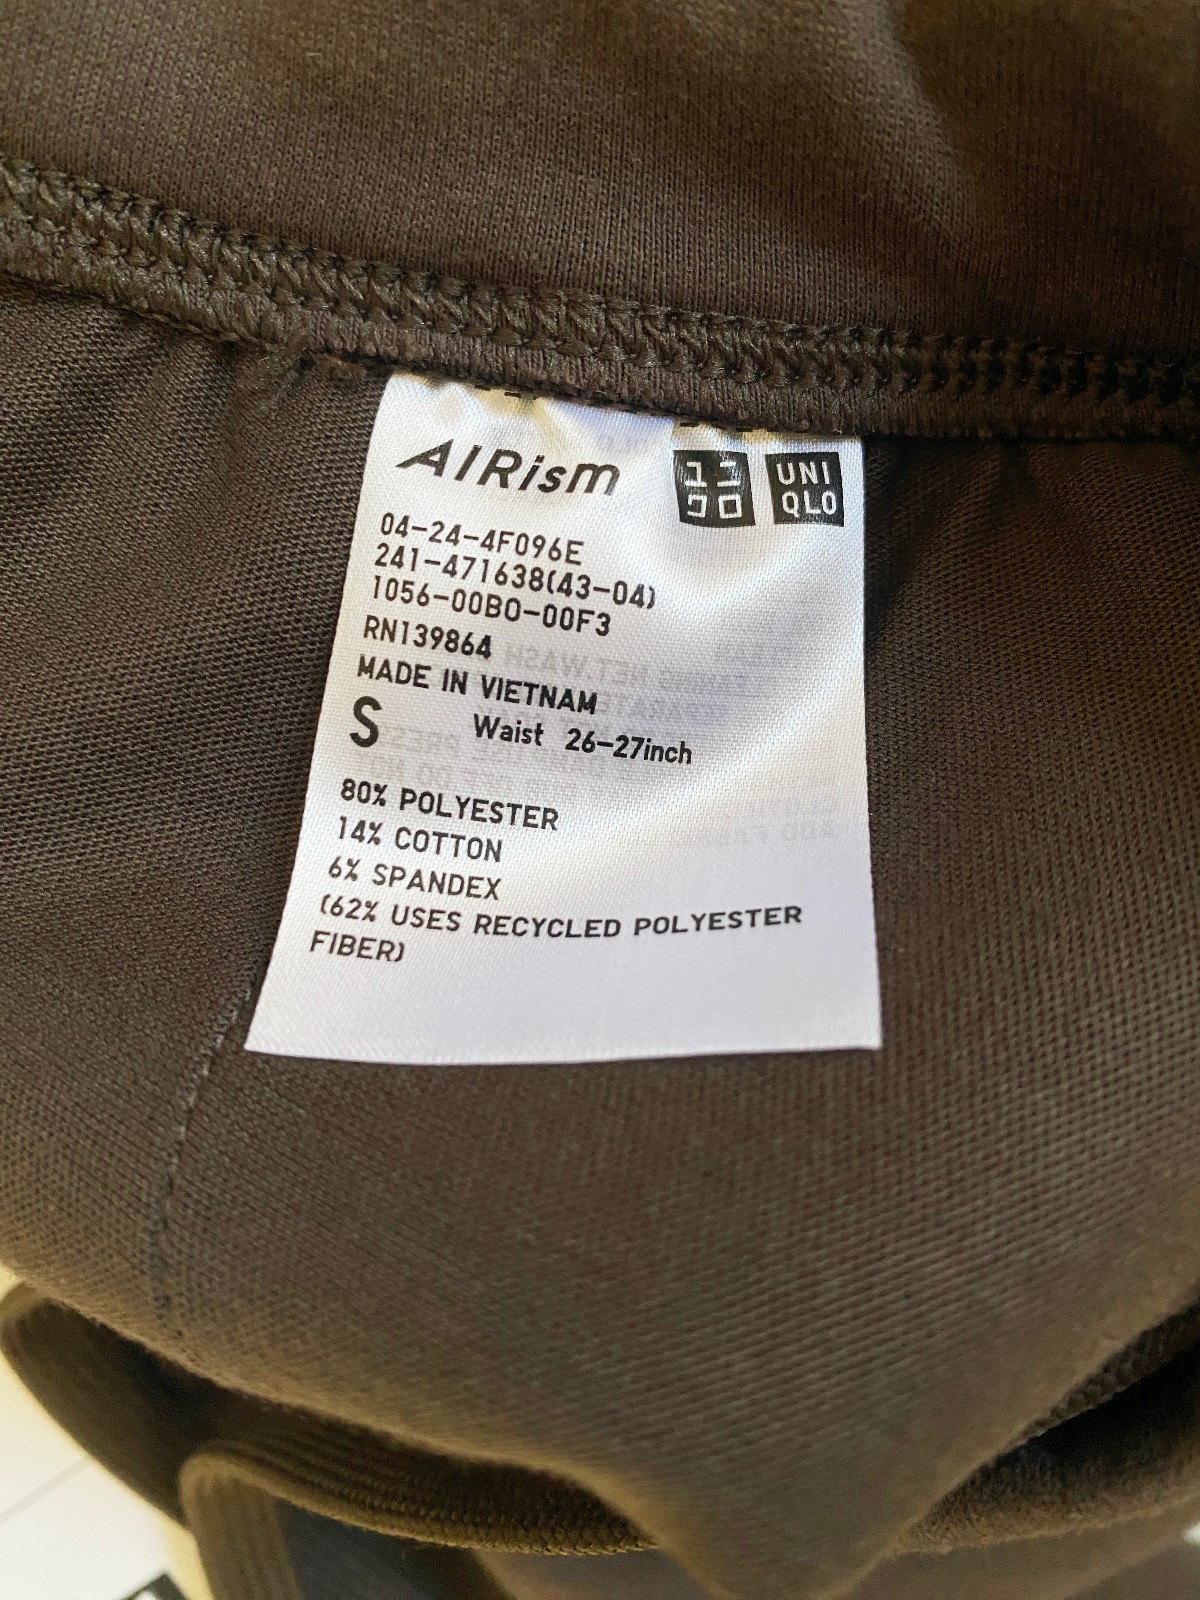 AIRism
ユニ
クロ
UNI
QLO
04-24-4F096E
241-471638(43-04)
1056-00B0-00F3
RN139864
MADE IN VIETNAM
S Waist 26-27inch
80% POLYESTER
14% COTTON
6% SPANDEX
(62% USES RECYCLED POLYESTER
FIBER)